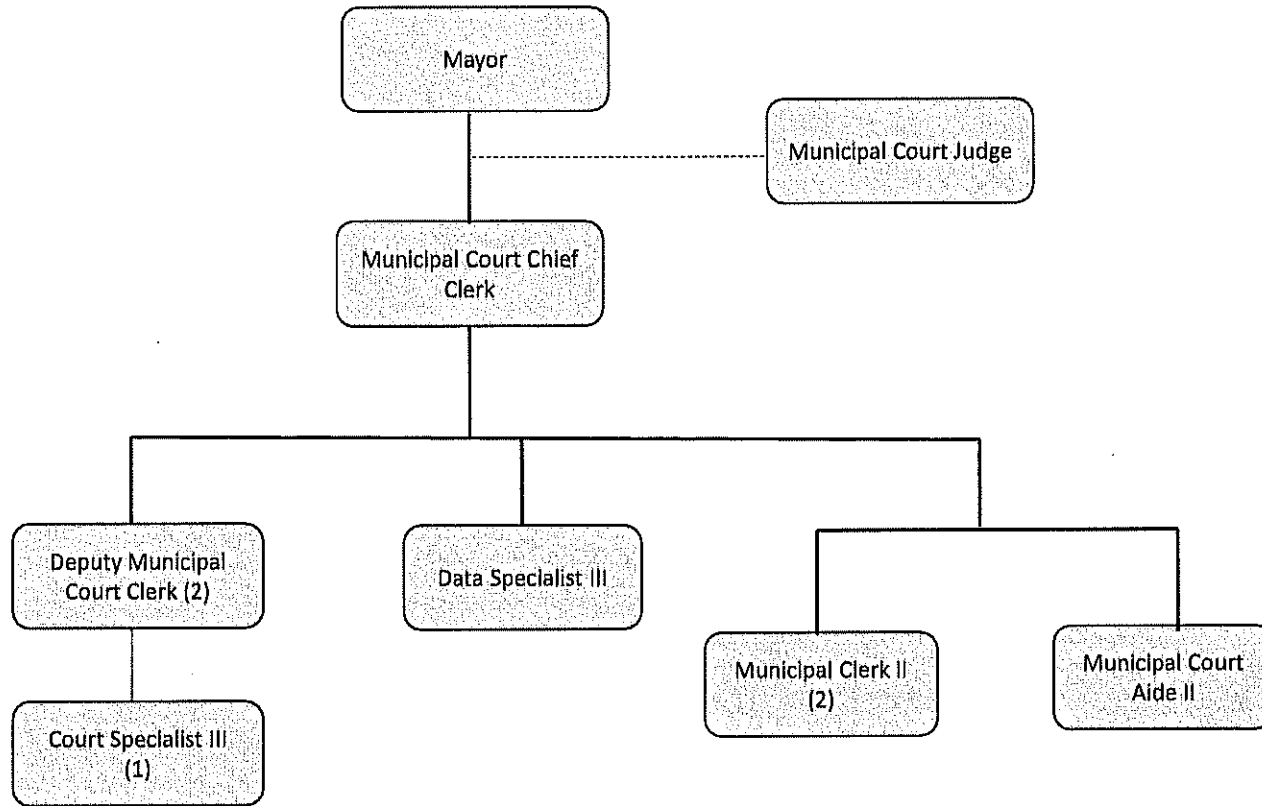 Mayor
Municipal Court Judge
Municipal Court Chief
Clerk
Deputy Municipal
Court Clerk (2)
Data Specialist III
Municipal Clerk II
(2)
Municipal Court
Aide II
Court Specialist III
(1)